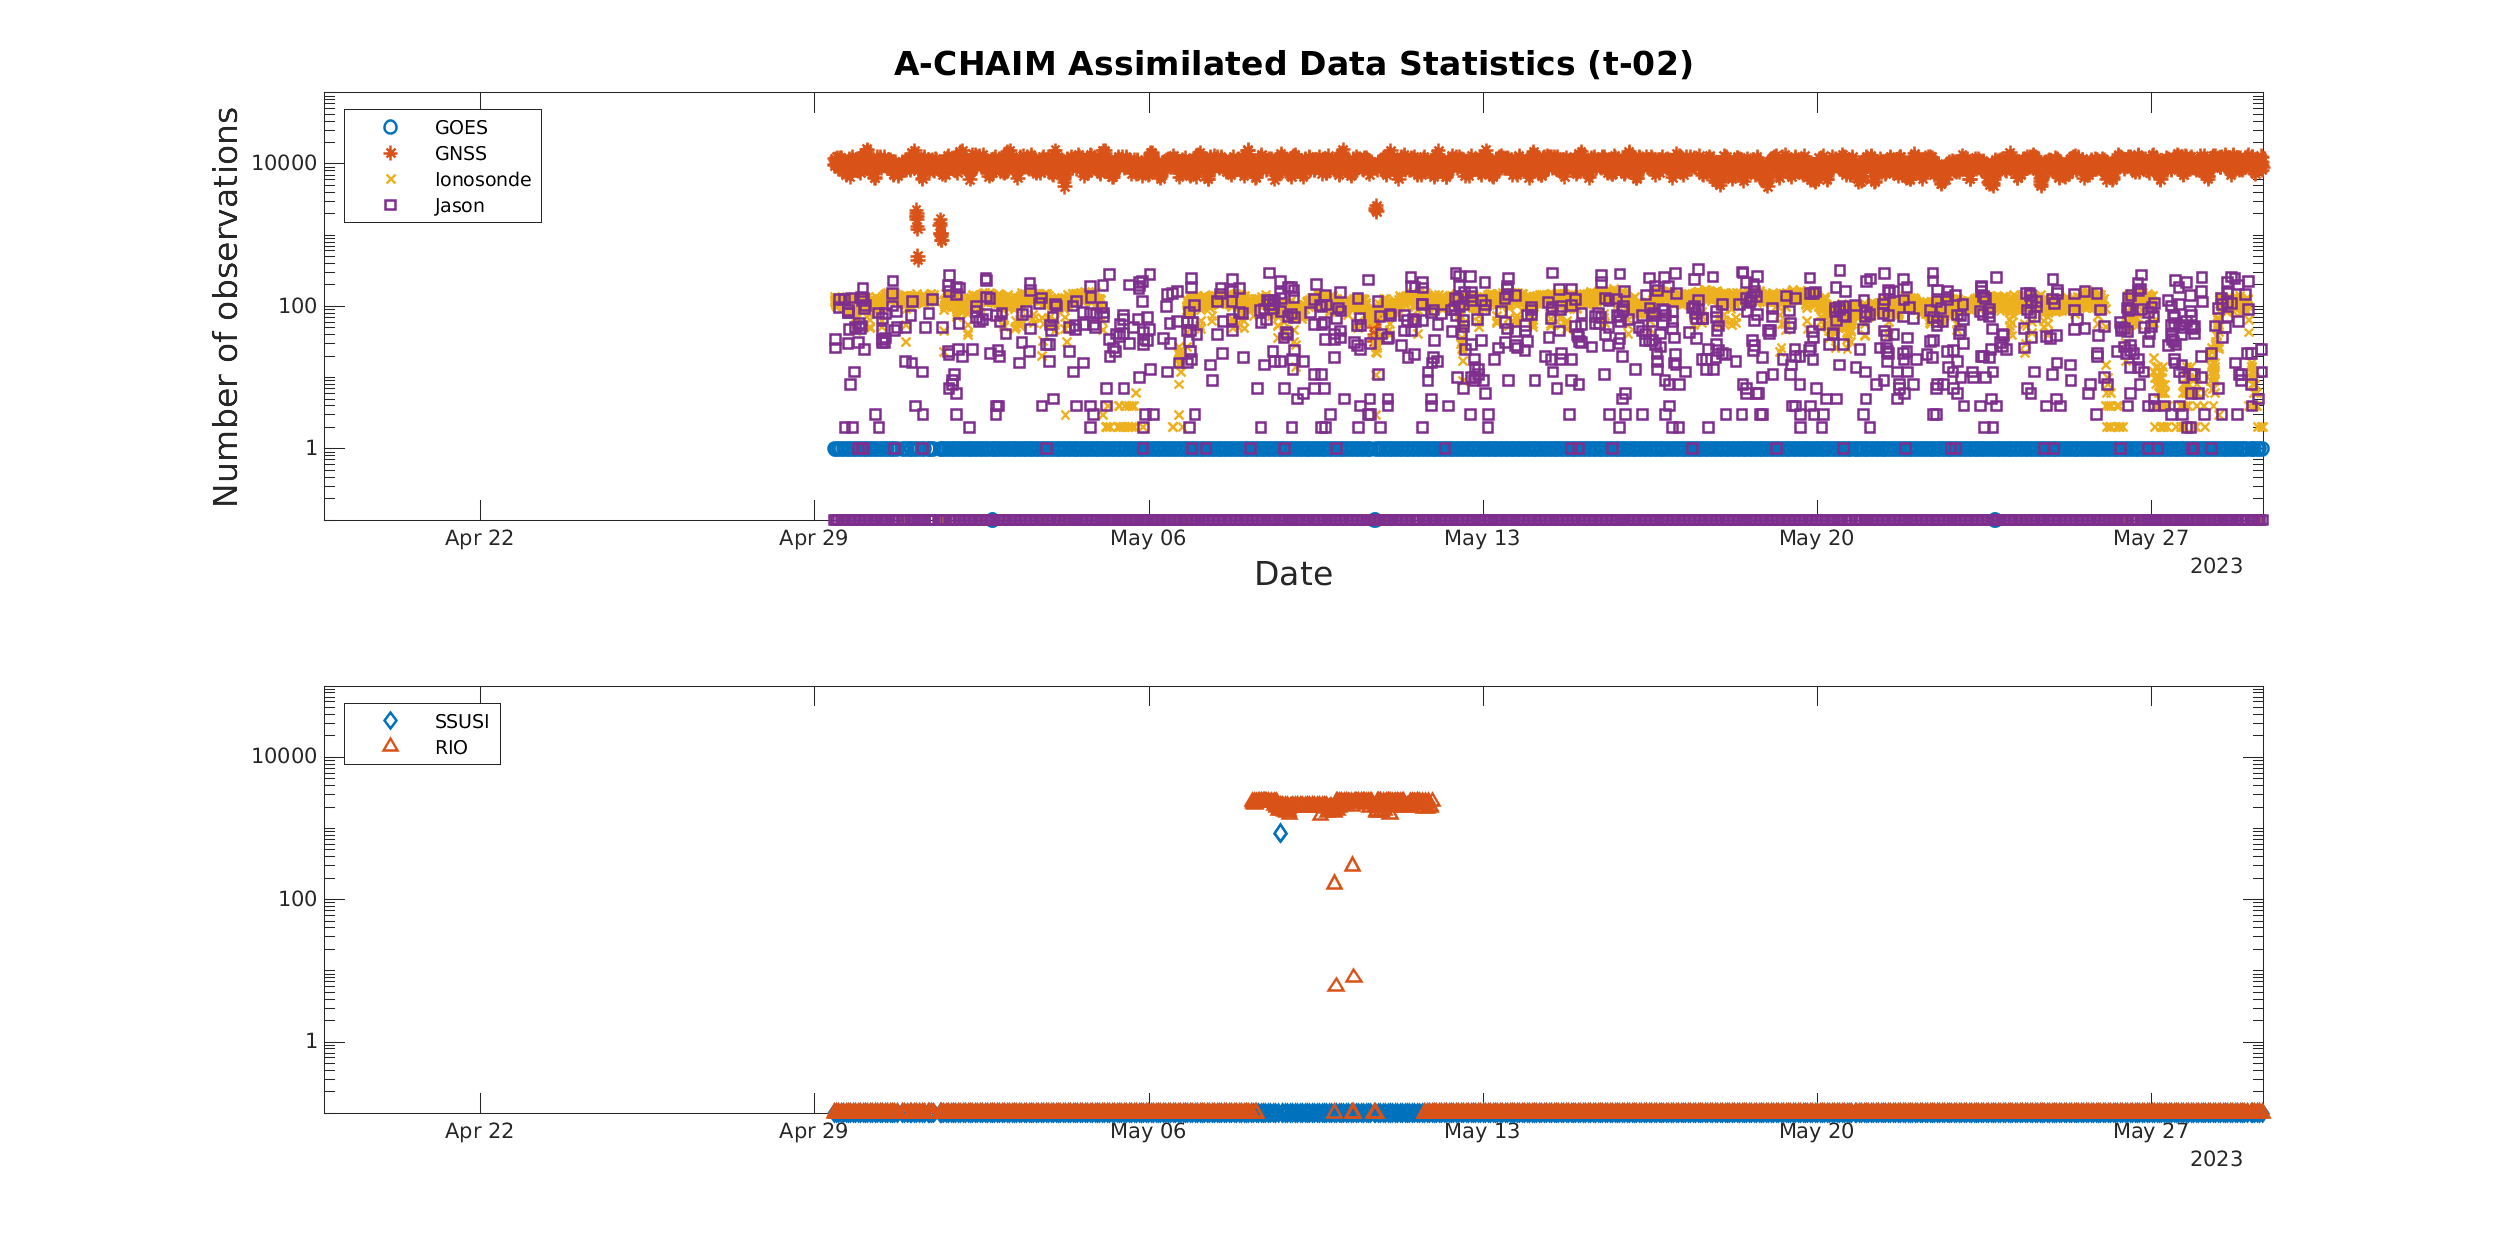 A-CHAIM Assimilated Data Statistics (t-02)
Number of observations
GOES
GNSS
Ionosonde
Jason
10000
100
1
Apr 22
Apr 29
May 06
May 13
May 20
May 27
2023
Date
SSUSI
RIO
10000
100
1
Apr 22
Apr 29
May 06
May 13
May 20
May 27
2023